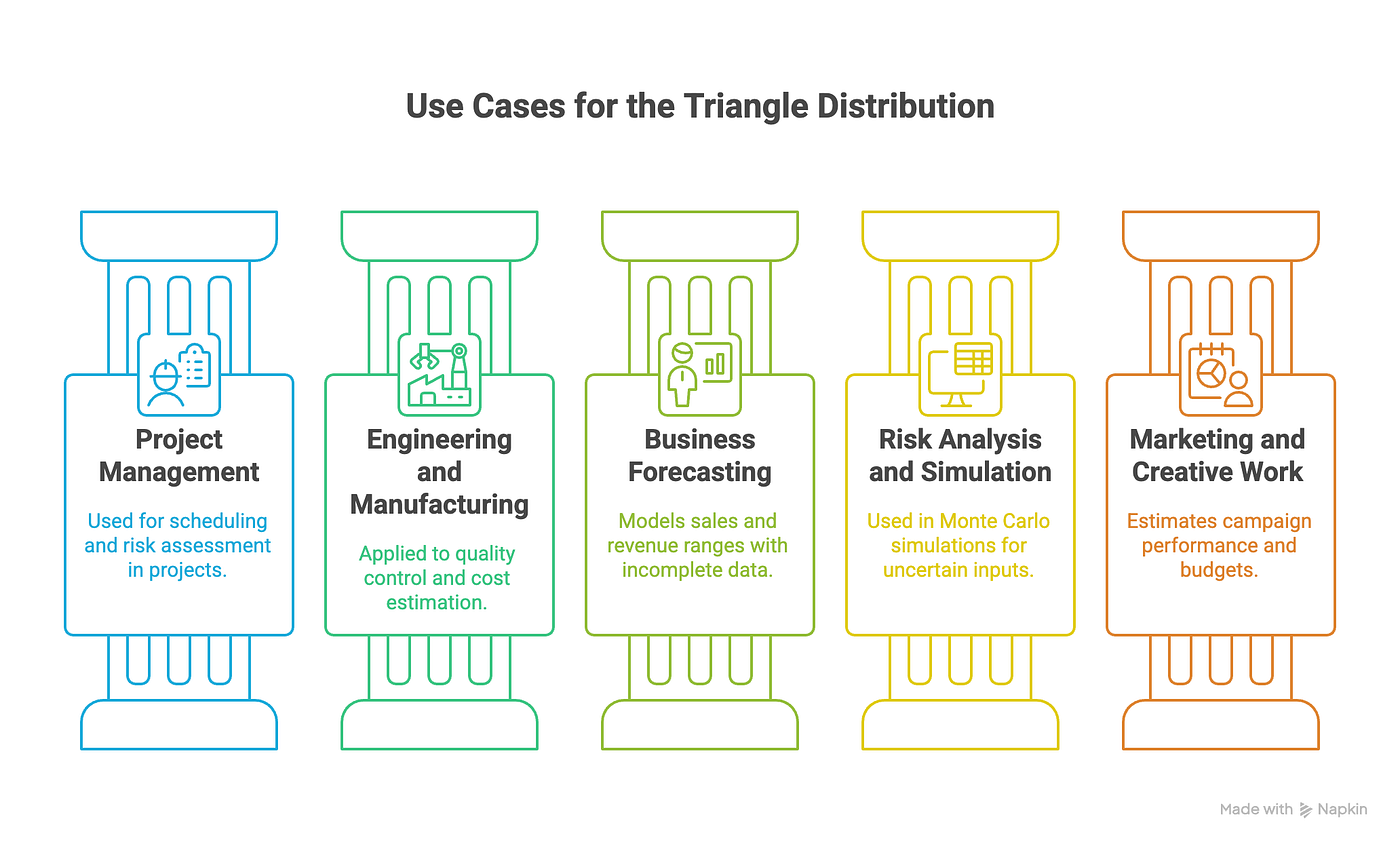 Use Cases for the Triangle Distribution
Project
Management
Used for scheduling
and risk assessment
in projects.
Engineering
and
Manufacturing
Applied to quality
control and cost
estimation.
Business
Forecasting
Models sales and
revenue ranges with
incomplete data.
Risk Analysis
and Simulation
Used in Monte Carlo
simulations for
uncertain inputs.
Marketing and
Creative Work
Estimates campaign
performance and
budgets.
Made with Napkin